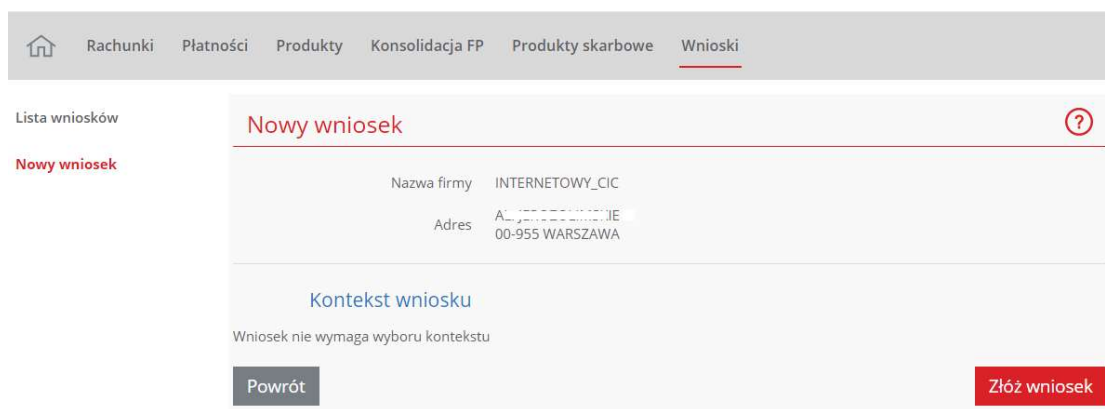 Rachunki Płatności Produkty Konsolidacja FP Produkty skarbowe Wnioski
Lista wniosków
Nowy wniosek
Nowy wniosek ?
Nazwa firmy INTERNETOWY_CIC
Adres
00-955 WARSZAWA
Kontekst wniosku
Wniosek nie wymaga wyboru kontekstu
Powrót Złóż wniosek